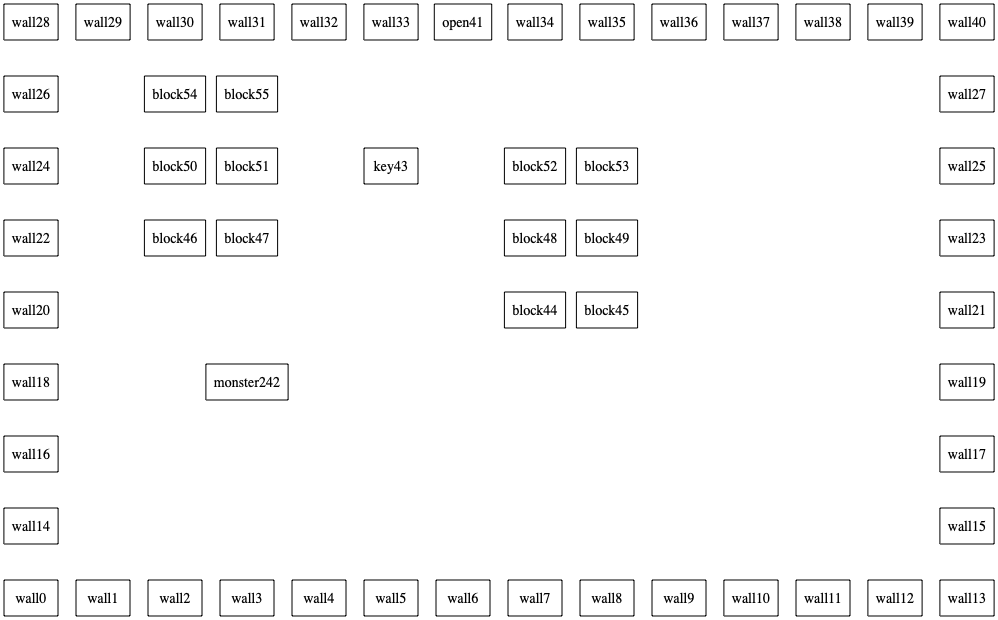 wall28 wall29 wall30 wall31 wall32 wall33 open41 wall34 wall35 wall36 wall37 wall38 wall39 wall40
wall26 block54 block55 wall27
wall24 block50 block51 key43 block52 block53 wall25
wall22 block46 block47 block48 block49 wall23
wall20 block44 block45 wall21
wall18 monster242 wall19
wall16 wall17
wall14 wall15
wall0 wall1 wall2 wall3 wall4 wall5 wall6 wall7 wall8 wall9 wall10 wall11 wall12 wall13